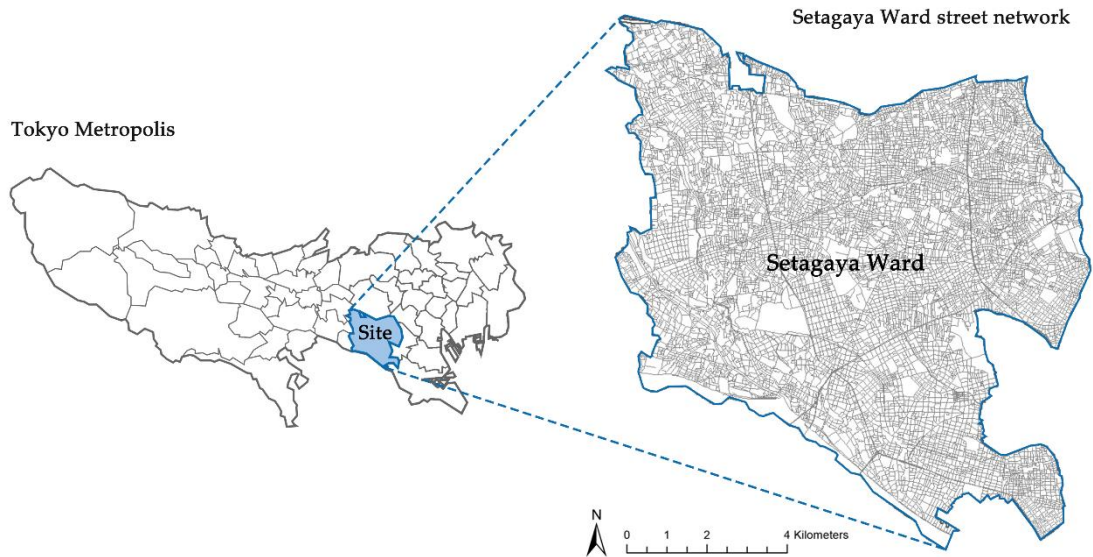 Setagaya Ward street network
Tokyo Metropolis
Setagaya Ward
Site
N
0 1 2 4 Kilometers